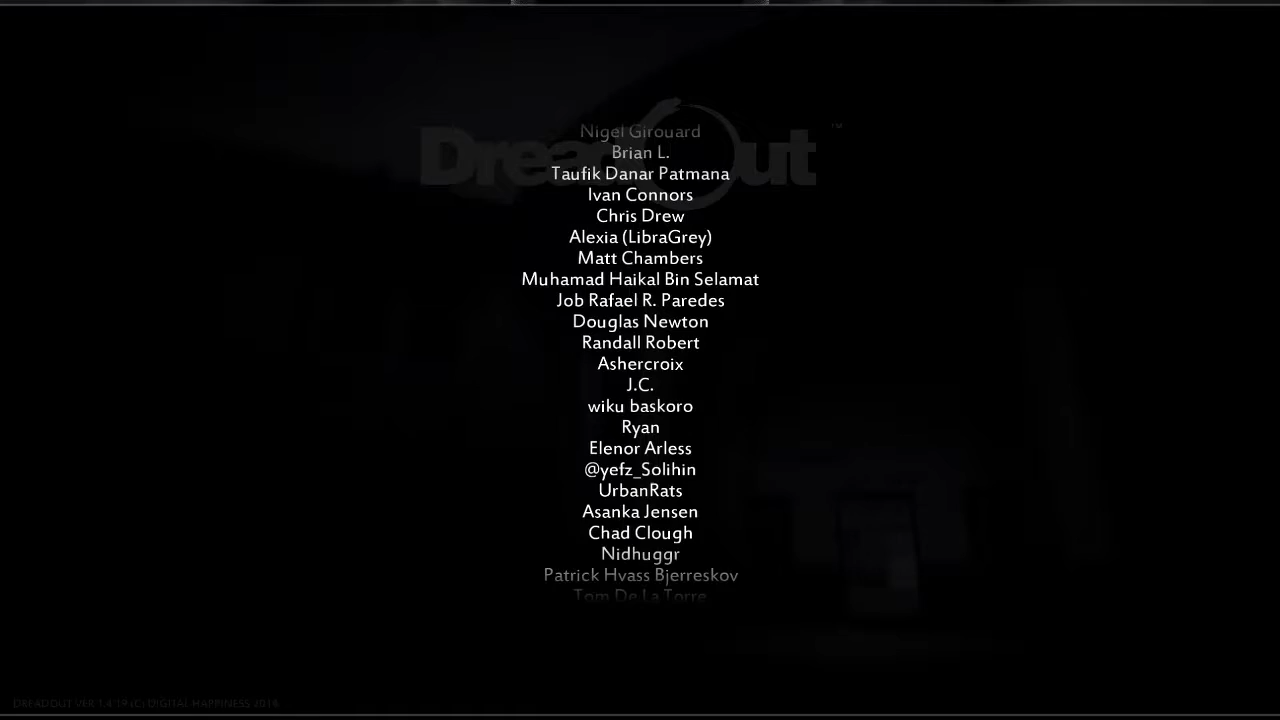 DreadOut
™
Nigel Girouard
Brian L.
Taufik Danar Patmana
Ivan Connors
Chris Drew
Alexia (LibraGrey)
Matt Chambers
Muhamad Haikal Bin Selamat
Job Rafael R. Paredes
Douglas Newton
Randall Robert
Ashercroix
J.C.
wiku baskoro
Ryan
Elenor Arless
@yefz_Solihin
UrbanRats
Asanka Jensen
Chad Clough
Nidhuggr
Patrick Hvass Bjerreskov
Tom De La Torre
DREADOUT VER 1.4.19 (C) DIGITAL HAPPINESS 2016